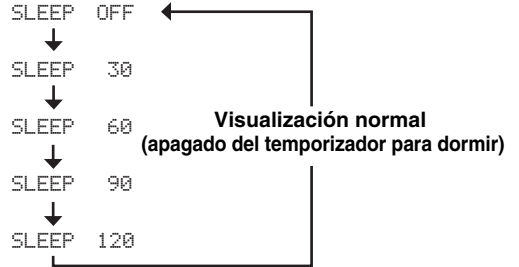 SLEEP OFF
SLEEP 30
SLEEP 60
SLEEP 90
SLEEP 120
Visualización normal
(apagado del temporizador para dormir)